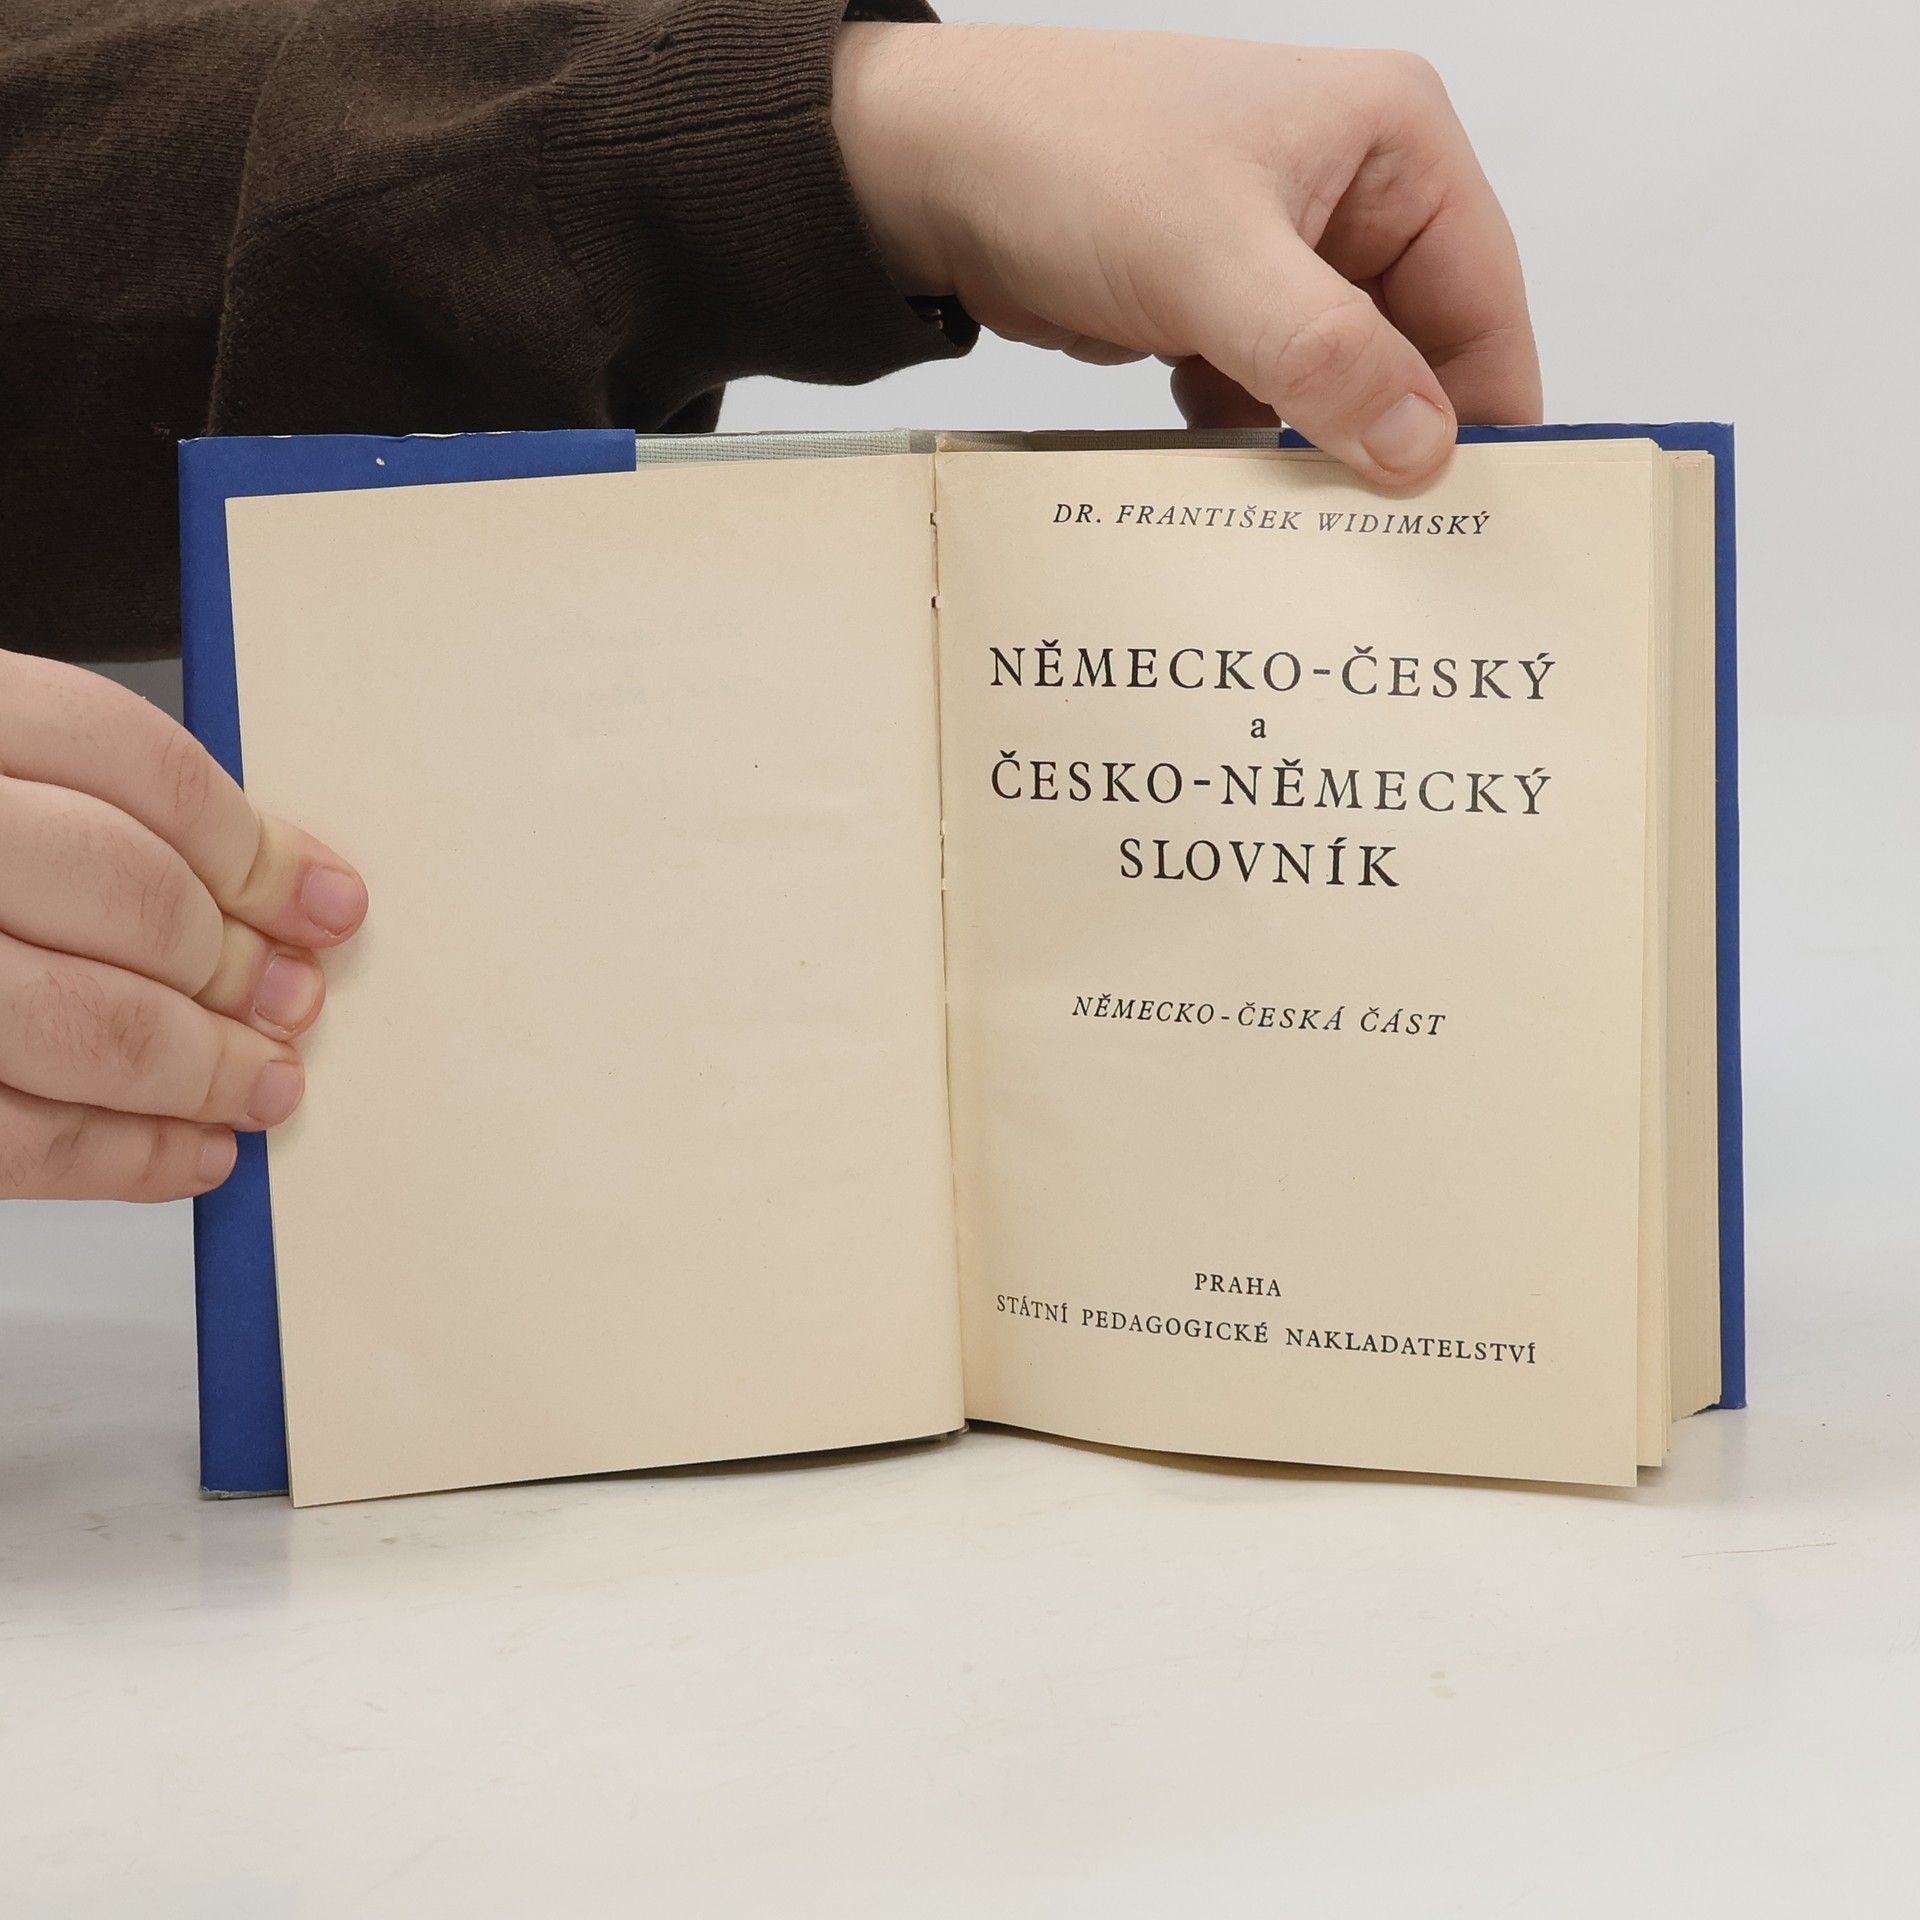 DR. FRANTIŠEK WIDIMSKÝ
NĚMECKO-ČESKÝ
a
ČESKO-NĚMECKÝ
SLOVNÍK
NĚMECKO-ČESKÁ ČÁST
PRAHA
STÁTNÍ PEDAGOGICKÉ NAKLADATELSTVÍ